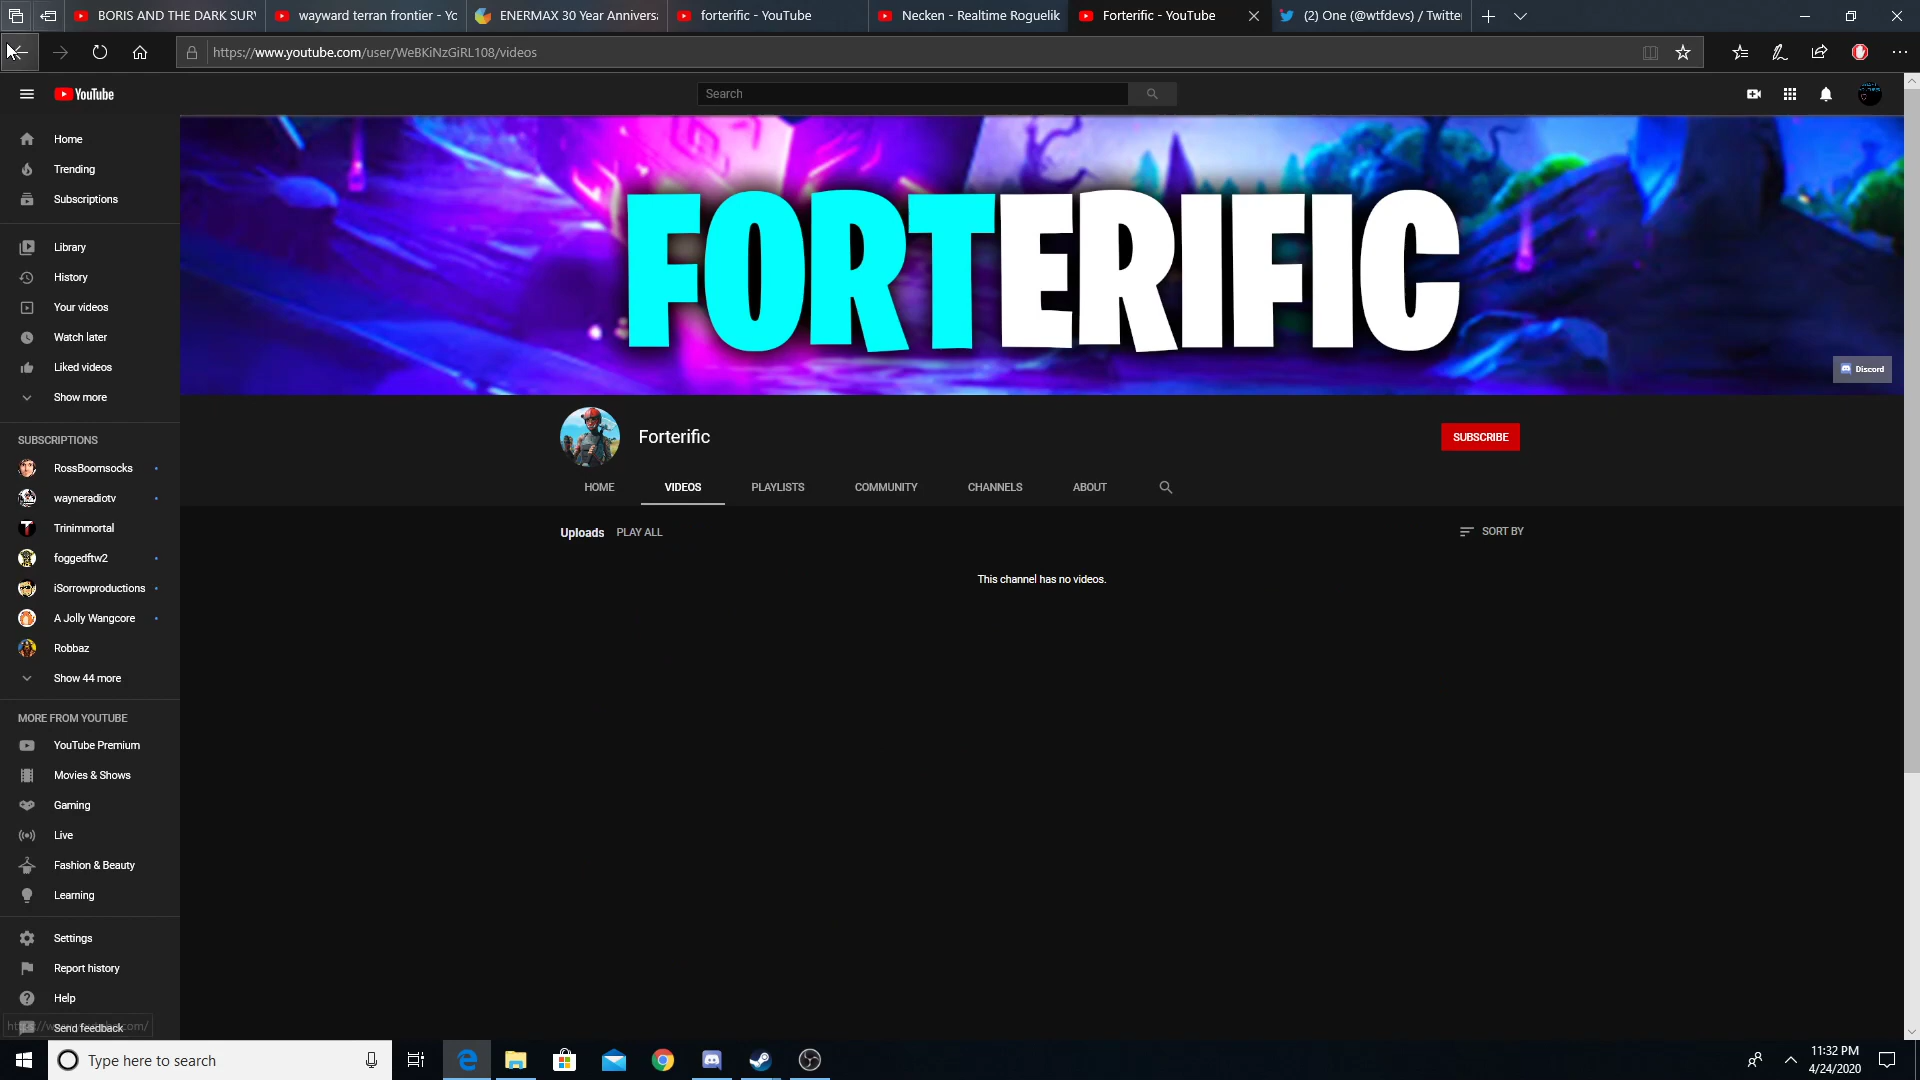 BORIS AND THE DARK SURV
wayward terran frontier - Yo
ENERMAX 30 Year Anniversa
forterific - YouTube
Necken - Realtime Roguelik
Forterific - YouTube
(2) One (@wtfdevs) / Twitte
https://www.youtube.com/user/WeBKiNzGiRL108/videos
YouTube
Search
Home
Trending
Subscriptions
Library
History
Your videos
Watch later
Liked videos
Show more
SUBSCRIPTIONS
RossBoomsocks
wayneradiotv
Trinimmortal
foggedftw2
iSorrowproductions
A Jolly Wangcore
Robbaz
Show 44 more
MORE FROM YOUTUBE
YouTube Premium
Movies & Shows
Gaming
Live
Fashion & Beauty
Learning
Settings
Report history
Help
Send feedback
FORTERIFIC
Discord
Forterific
SUBSCRIBE
HOME
VIDEOS
PLAYLISTS
COMMUNITY
CHANNELS
ABOUT
Uploads
PLAY ALL
SORT BY
This channel has no videos.
Type here to search
11:32 PM
4/24/2020